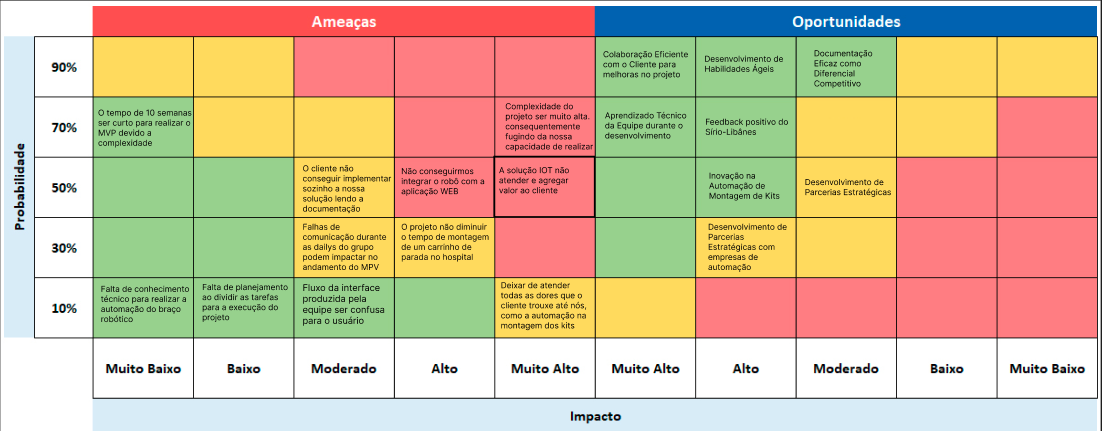 Ameaças
Oportunidades
Probabilidade
90%
Colaboração Eficiente
com o Cliente para
melhoras no projeto
Desenvolvimento de
Habilidades Ágeis
Documentação
Eficaz como
Diferencial
Competitivo
70%
O tempo de 10 semanas
ser curto para realizar o
MVP devido a
complexidade
Complexidade do
projeto ser muito alta.
consequentemente
fugindo da nossa
capacidade de realizar
Aprendizado Técnico
da Equipe durante o
desenvolvimento
Feedback positivo do
Sírio-Libânes
50%
O cliente não
conseguir implementar
sozinho a nossa
solução lendo a
documentação
Não conseguirmos
integrar o robô com a
aplicação WEB
A solução IOT não
atender e agregar
valor ao cliente
Inovação na
Automação de
Montagem de Kits
Desenvolvimento de
Parcerias Estratégicas
30%
Falhas de
comunicação durante
as dailys do grupo
podem impactar no
andamento do MPV
O projeto não diminuir
o tempo de montagem
de um carrinho de
parada no hospital
Desenvolvimento de
Parcerias
Estratégicas com
empresas de
automação
10%
Falta de conhecimento
técnico para realizar a
automação do braço
robótico
Falta de planejamento
ao dividir as tarefas
para a execução do
projeto
Fluxo da interface
produzida pela
equipe ser confusa
para o usuário
Deixar de atender
todas as dores que o
cliente trouxe até nós,
como a automação na
montagem dos kits
Muito Baixo
Baixo
Moderado
Alto
Muito Alto
Muito Alto
Alto
Moderado
Baixo
Muito Baixo
Impacto